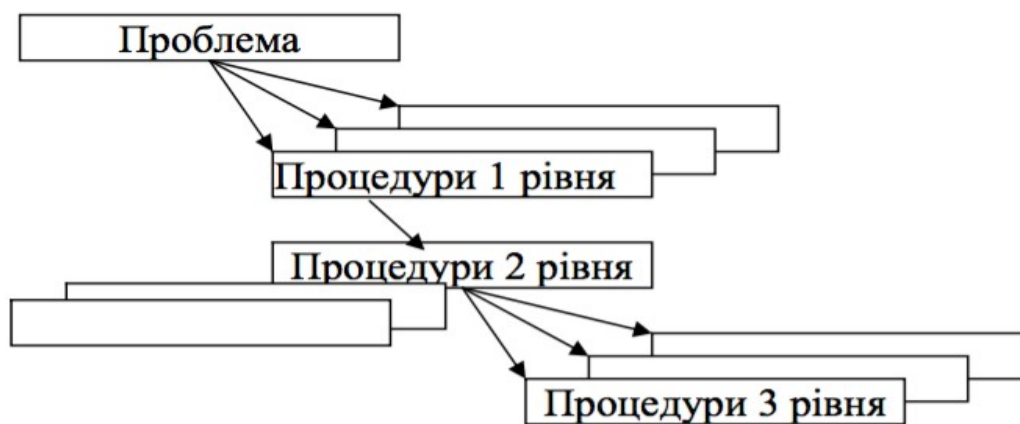 Проблема
Процедури 1 рівня
Процедури 2 рівня
Процедури 3 рівня